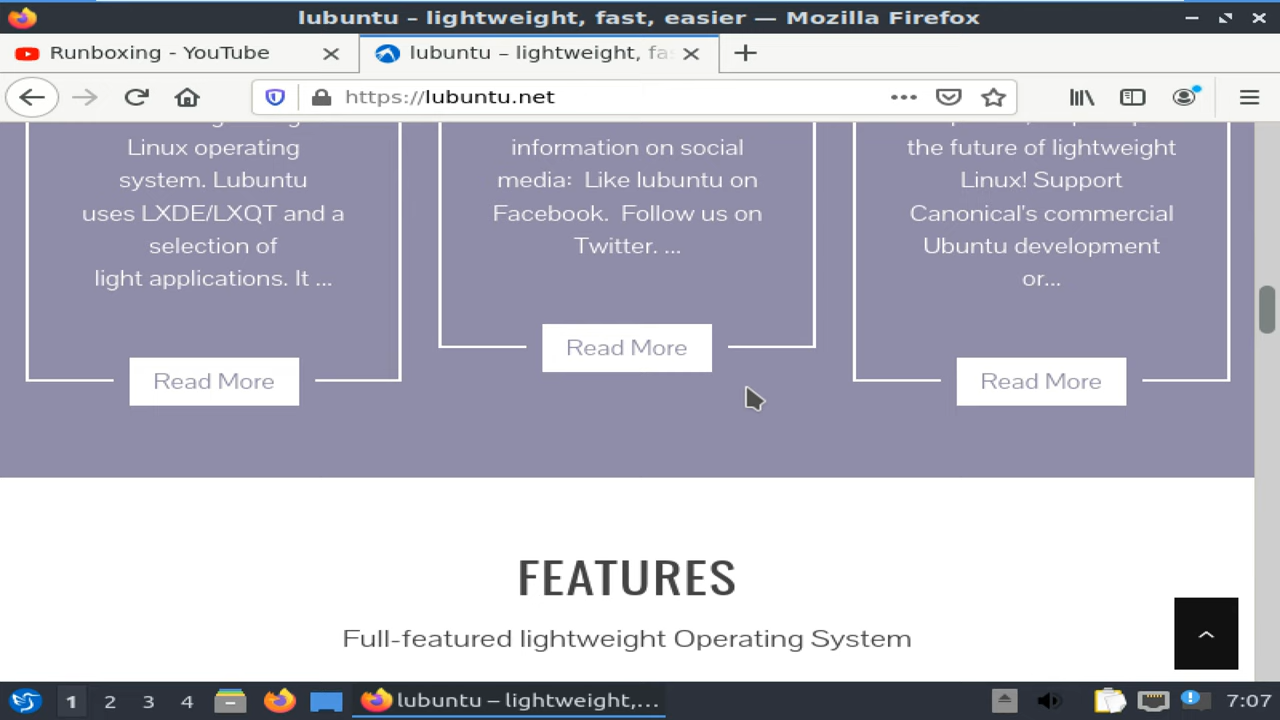 lubuntu – lightweight, fast, easier — Mozilla Firefox
Runboxing - YouTube
lubuntu – lightweight, fa
https://lubuntu.net
Linux operating
system. Lubuntu
uses LXDE/LXQT and a
selection of
light applications. It ...
Read More
information on social
media:  Like lubuntu on
Facebook.  Follow us on
Twitter. ...
Read More
the future of lightweight
Linux! Support
Canonical's commercial
Ubuntu development
or...
Read More
FEATURES
Full-featured lightweight Operating System
1 2 3 4
lubuntu – lightweight,...
7:07